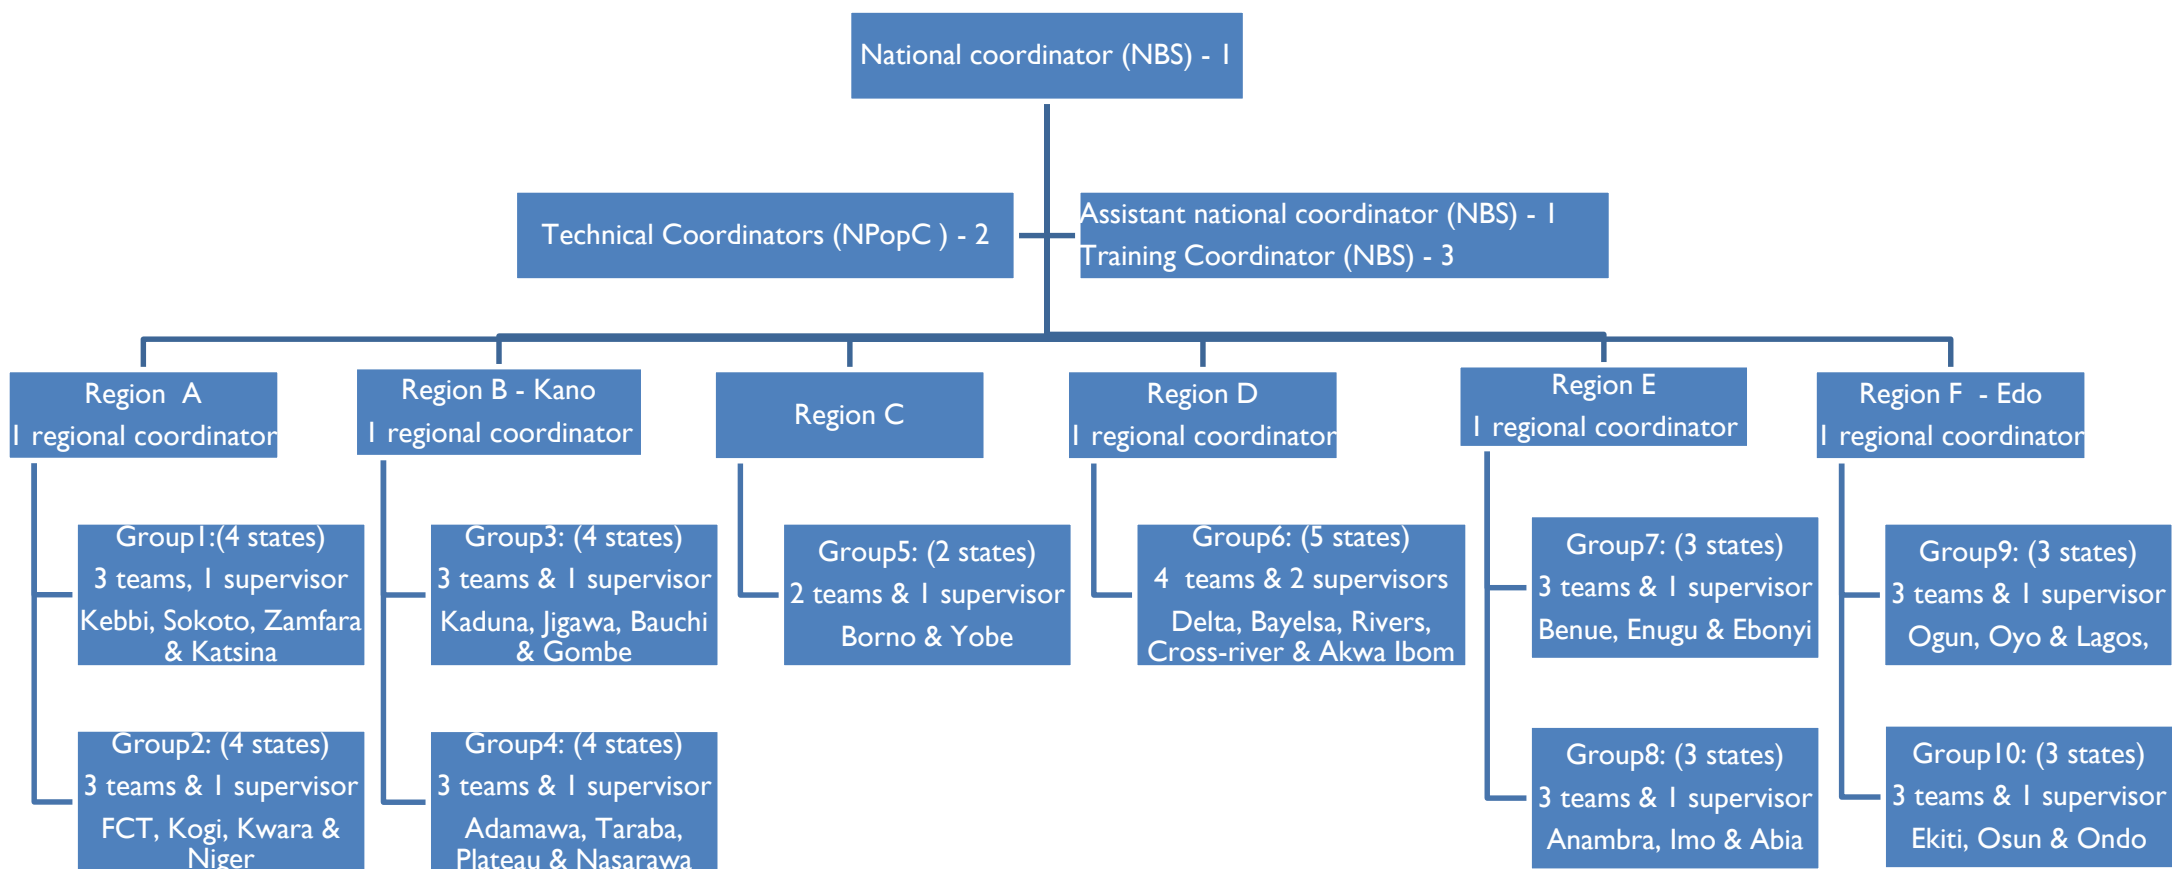 National coordinator (NBS) - 1
Technical Coordinators (NPopC ) - 2
Assistant national coordinator (NBS) - 1
Training Coordinator (NBS) - 3
Region  A
1 regional coordinator
Region B - Kano
1 regional coordinator
Region C
Region D
1 regional coordinator
Region E
1 regional coordinator
Region F  - Edo
1 regional coordinator
Group1:(4 states)
3 teams, 1 supervisor
Kebbi, Sokoto, Zamfara
& Katsina
Group2: (4 states)
3 teams & 1 supervisor
FCT, Kogi, Kwara &
Niger
Group3: (4 states)
3 teams & 1 supervisor
Kaduna, Jigawa, Bauchi
& Gombe
Group4: (4 states)
3 teams & 1 supervisor
Adamawa, Taraba,
Plateau & Nasarawa
Group5: (2 states)
2 teams & 1 supervisor
Borno & Yobe
Group6: (5 states)
4  teams & 2 supervisors
Delta, Bayelsa, Rivers,
Cross-river & Akwa Ibom
Group7: (3 states)
3 teams & 1 supervisor
Benue, Enugu & Ebonyi
Group8: (3 states)
3 teams & 1 supervisor
Anambra, Imo & Abia
Group9: (3 states)
3 teams & 1 supervisor
Ogun, Oyo & Lagos,
Group10: (3 states)
3 teams & 1 supervisor
Ekiti, Osun & Ondo